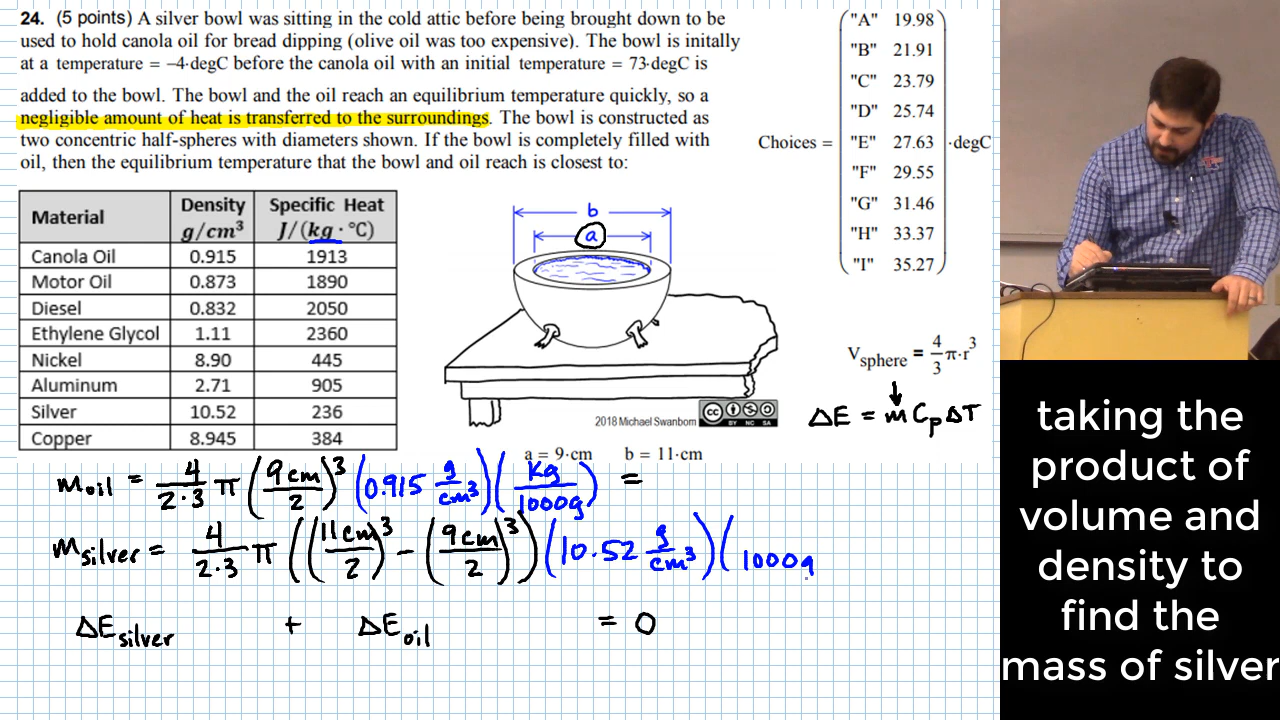 24. (5 points) A silver bowl was sitting in the cold attic before being brought down to be
used to hold canola oil for bread dipping (olive oil was too expensive). The bowl is initally
at a temperature = −4·degC before the canola oil with an initial temperature = 73·degC is
added to the bowl. The bowl and the oil reach an equilibrium temperature quickly, so a
negligible amount of heat is transferred to the surroundings. The bowl is constructed as
two concentric half-spheres with diameters shown. If the bowl is completely filled with
oil, then the equilibrium temperature that the bowl and oil reach is closest to:
Choices =
"A" 19.98
"B" 21.91
"C" 23.79
"D" 25.74
"E" 27.63
"F" 29.55
"G" 31.46
"H" 33.37
"I" 35.27
·degC
Material Density g/cm³ Specific Heat J/(kg · °C)
Canola Oil 0.915 1913
Motor Oil 0.873 1890
Diesel 0.832 2050
Ethylene Glycol 1.11 2360
Nickel 8.90 445
Aluminum 2.71 905
Silver 10.52 236
Copper 8.945 384
b
a
2018 Michael Swanbom
cc BY NC SA
a = 9·cm b = 11·cm
V_sphere = 4/3 π·r³
ΔE = m C_p ΔT
m_oil = 4/(2·3) π (9cm/2)³ (0.915 g/cm³) (kg/1000g) =
m_silver = 4/(2·3) π ((11cm/2)³ − (9cm/2)³) (10.52 g/cm³) ( 1000g
ΔE_silver + ΔE_oil = 0
taking the
product of
volume and
density to
find the
mass of silver